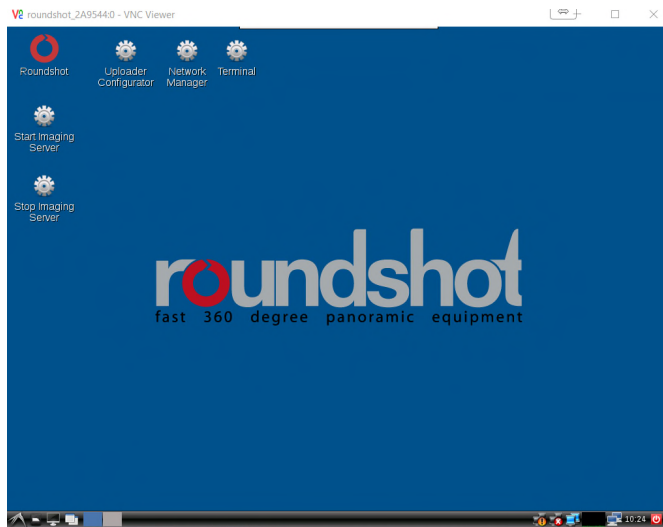 roundshot_2A9544:0 - VNC Viewer
Roundshot
Uploader
Configurator
Network
Manager
Terminal
Start Imaging
Server
Stop Imaging
Server
roundshot
fast 360 degree panoramic equipment
10:24